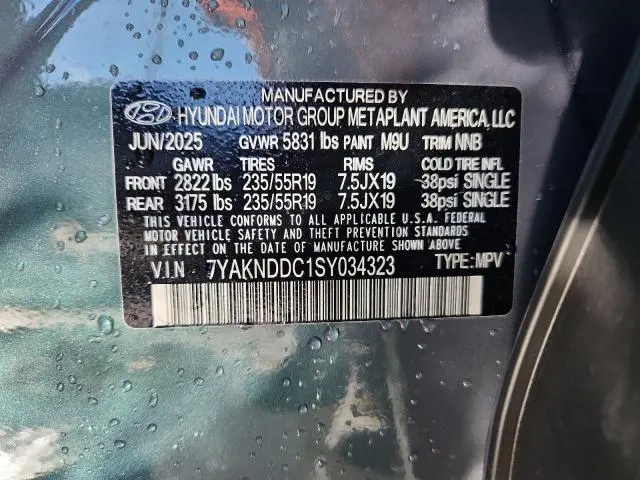 MANUFACTURED BY
HYUNDAI MOTOR GROUP METAPLANT AMERICA, LLC
JUN/2025 GVWR 5831 lbs PAINT M9U TRIM NNB
GAWR TIRES RIMS COLD TIRE INFL
FRONT 2822 lbs 235/55R19 7.5JX19 38psi SINGLE
REAR 3175 lbs 235/55R19 7.5JX19 38psi SINGLE
THIS VEHICLE CONFORMS TO ALL APPLICABLE U.S.A. FEDERAL
MOTOR VEHICLE SAFETY AND THEFT PREVENTION STANDARDS
IN EFFECT ON THE DATE OF MANUFACTURE SHOWN ABOVE.
VIN 7YAKNDDC1SY034323 TYPE: MPV